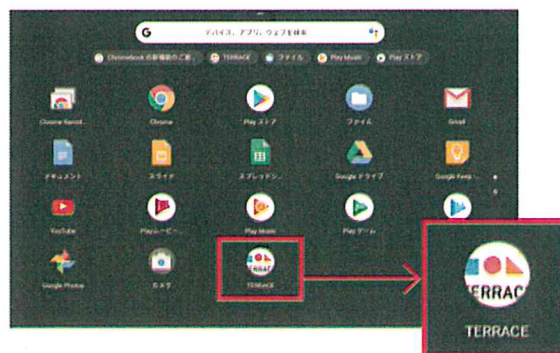 デバイス、アプリ、ウェブを検索
Chromebook の新機能のご案...
TERRACE
ファイル
Play Music
Play ストア
Chrome Remot...
Chrome
Play ストア
ファイル
Gmail
ドキュメント
スライド
スプレッドシ...
Google ドライブ
Google Keep -...
YouTube
Play ムービー...
Play Music
Play ゲーム
Google Photos
カメラ
TERRACE
TERRACE